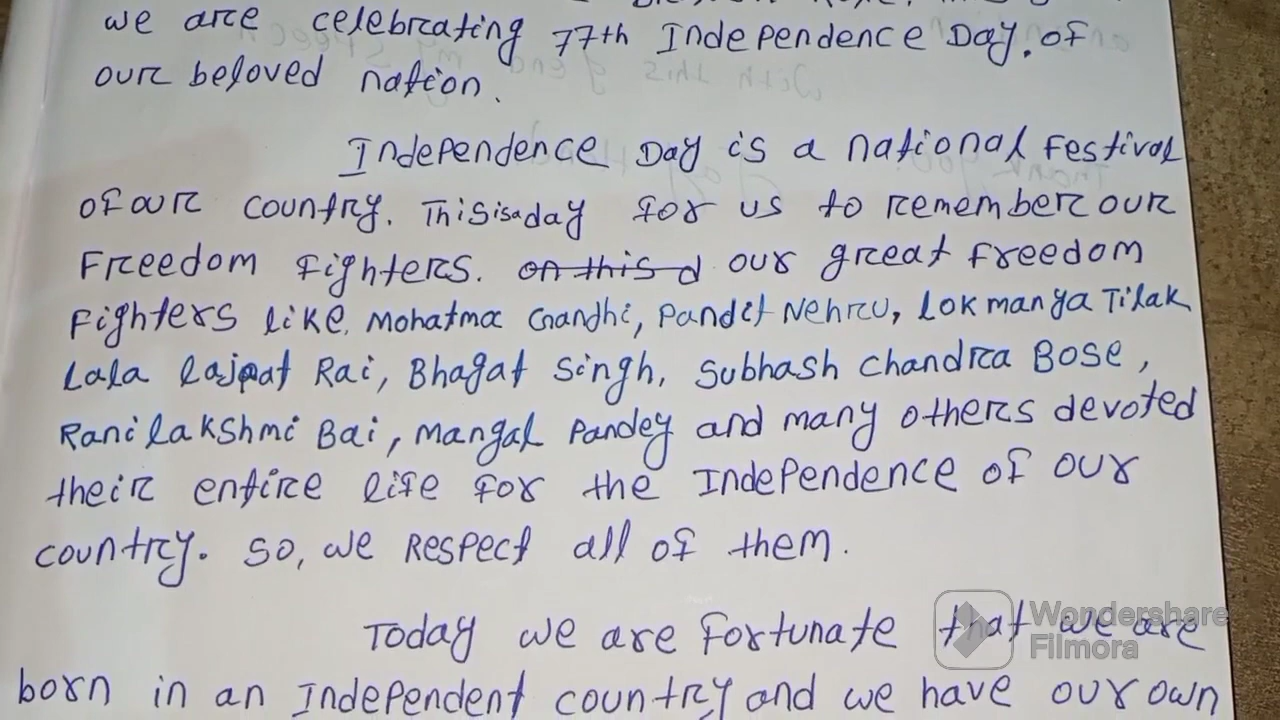 we are celebrating 77th Independence Day. of
our beloved nation.
Independence Day is a national Festival
of our country. This is a day for us to remember our
Freedom Fighters. on this d our great freedom
Fighters like, Mohatma Gandhi, Pandit Nehru, Lokmanya Tilak
Lala Lajpat Rai, Bhagat Singh, Subhash Chandra Bose,
Rani Lakshmi Bai, Mangal Pandey and many others devoted
their entire life for the Independence of our
country. So, we Respect all of them.
Today we are Fortunate that we are
born in an Independent country and we have our own
Wondershare
Filmora